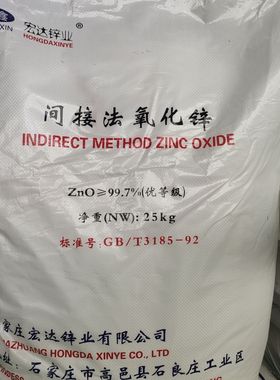 XIN 宏达锌业
HONGDAXINYE
间接法氧化锌
INDIRECT METHOD ZINC OXIDE
ZnO≥99.7%(优等级)
净重(NW): 25kg
标准号: GB/T3185-92
家庄宏达锌业有限公司
AZHUANG HONGDA XINYE CO., LTD
址: 石家庄市高邑县石良庄工业区